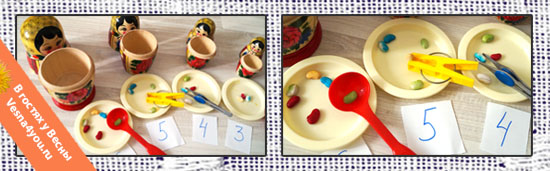 В гостях у Весны
Vesna4you.ru
5 4 3
5 4